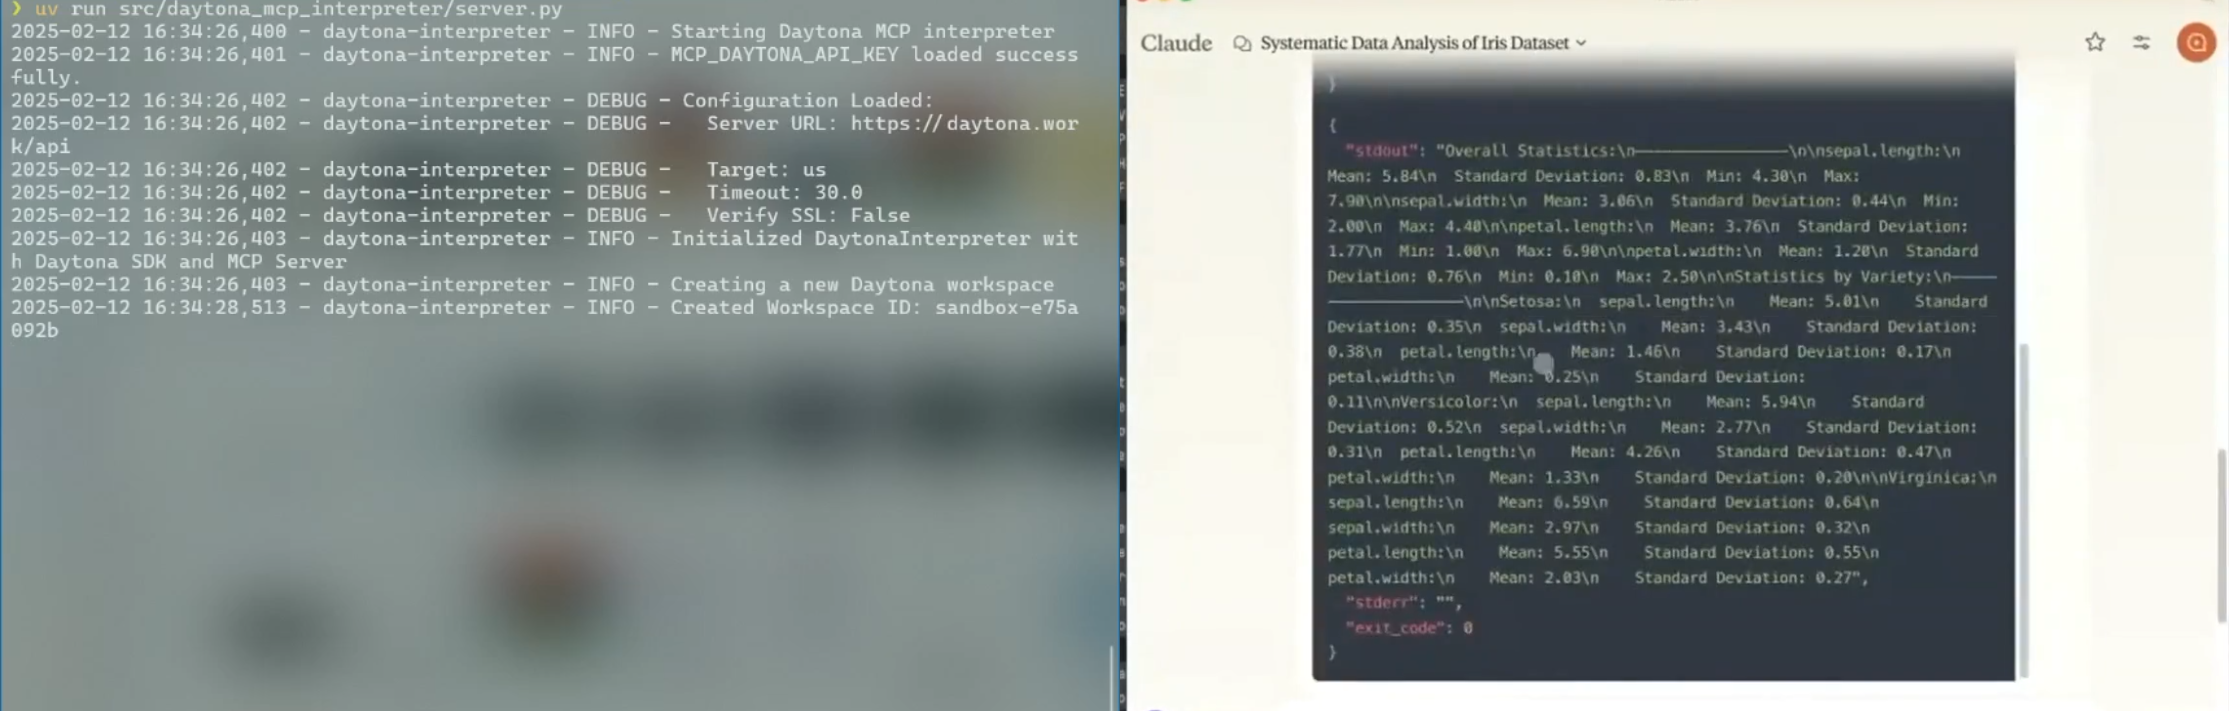 ❯ uv run src/daytona_mcp_interpreter/server.py
2025-02-12 16:34:26,400 - daytona-interpreter - INFO - Starting Daytona MCP interpreter
2025-02-12 16:34:26,401 - daytona-interpreter - INFO - MCP_DAYTONA_API_KEY loaded success
fully.
2025-02-12 16:34:26,402 - daytona-interpreter - DEBUG - Configuration Loaded:
2025-02-12 16:34:26,402 - daytona-interpreter - DEBUG -   Server URL: https://daytona.wor
k/api
2025-02-12 16:34:26,402 - daytona-interpreter - DEBUG -   Target: us
2025-02-12 16:34:26,402 - daytona-interpreter - DEBUG -   Timeout: 30.0
2025-02-12 16:34:26,402 - daytona-interpreter - DEBUG -   Verify SSL: False
2025-02-12 16:34:26,403 - daytona-interpreter - INFO - Initialized DaytonaInterpreter wit
h Daytona SDK and MCP Server
2025-02-12 16:34:26,403 - daytona-interpreter - INFO - Creating a new Daytona workspace
2025-02-12 16:34:28,513 - daytona-interpreter - INFO - Created Workspace ID: sandbox-e75a
092b
Claude Systematic Data Analysis of Iris Dataset
}
{
"stdout": "Overall Statistics:\n——————————\n\nsepal.length:\n
Mean: 5.84\n  Standard Deviation: 0.83\n  Min: 4.30\n  Max:
7.90\n\nsepal.width:\n  Mean: 3.06\n  Standard Deviation: 0.44\n  Min:
2.00\n  Max: 4.40\n\npetal.length:\n  Mean: 3.76\n  Standard Deviation:
1.77\n  Min: 1.00\n  Max: 6.90\n\npetal.width:\n  Mean: 1.20\n  Standard
Deviation: 0.76\n  Min: 0.10\n  Max: 2.50\n\nStatistics by Variety:\n———
—————————\n\nSetosa:\n  sepal.length:\n    Mean: 5.01\n    Standard
Deviation: 0.35\n  sepal.width:\n    Mean: 3.43\n    Standard Deviation:
0.38\n  petal.length:\n    Mean: 1.46\n    Standard Deviation: 0.17\n
petal.width:\n    Mean: 0.25\n    Standard Deviation:
0.11\n\nVersicolor:\n  sepal.length:\n    Mean: 5.94\n    Standard
Deviation: 0.52\n  sepal.width:\n    Mean: 2.77\n    Standard Deviation:
0.31\n  petal.length:\n    Mean: 4.26\n    Standard Deviation: 0.47\n
petal.width:\n    Mean: 1.33\n    Standard Deviation: 0.20\n\nVirginica:\n
sepal.length:\n    Mean: 6.59\n    Standard Deviation: 0.64\n
sepal.width:\n    Mean: 2.97\n    Standard Deviation: 0.32\n
petal.length:\n    Mean: 5.55\n    Standard Deviation: 0.55\n
petal.width:\n    Mean: 2.03\n    Standard Deviation: 0.27",
"stderr": "",
"exit_code": 0
}